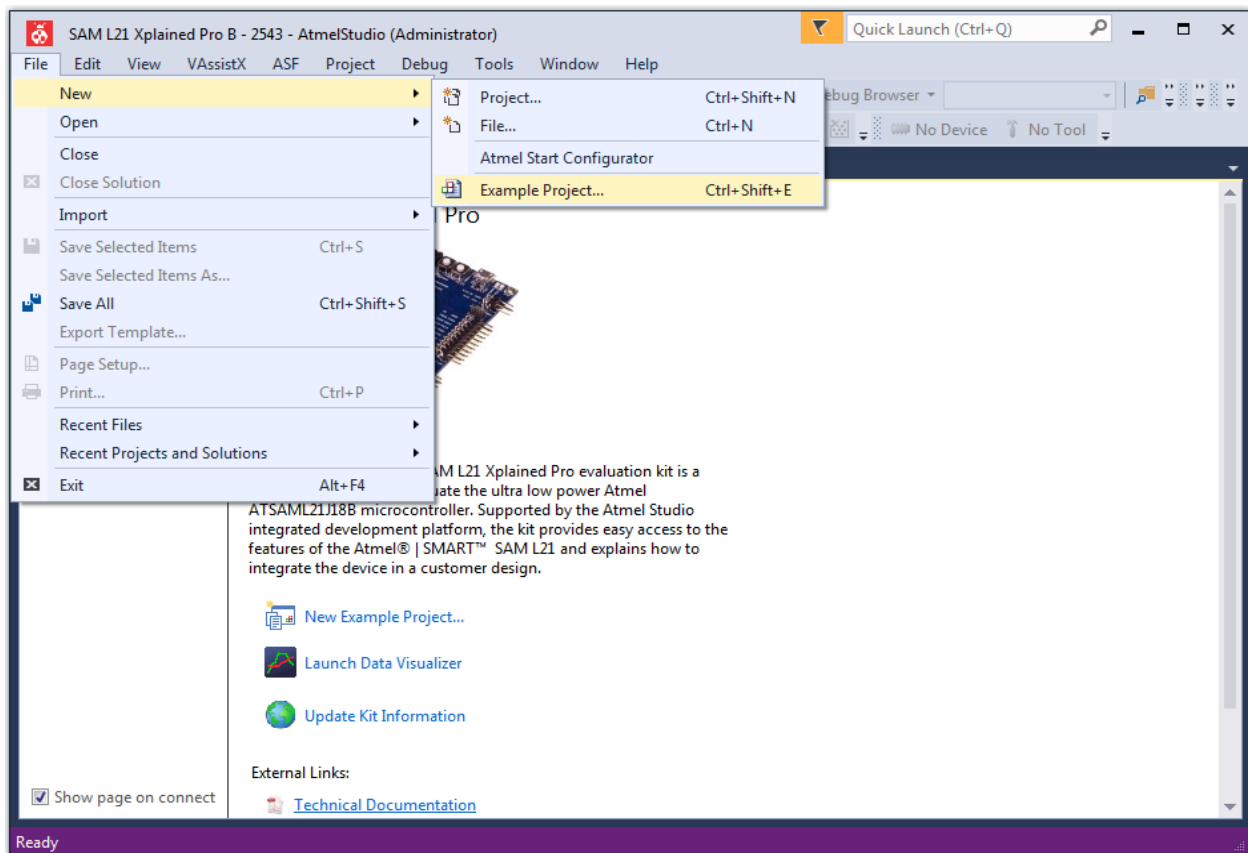 SAM L21 Xplained Pro B - 2543 - AtmelStudio (Administrator)
Quick Launch (Ctrl+Q)
File Edit View VAssistX ASF Project Debug Tools Window Help
New
Project... Ctrl+Shift+N
ebug Browser
Open
File... Ctrl+N
No Device No Tool
Close
Atmel Start Configurator
Close Solution
Example Project... Ctrl+Shift+E
Import
Pro
Save Selected Items Ctrl+S
Save Selected Items As...
Save All Ctrl+Shift+S
Export Template...
Page Setup...
Print... Ctrl+P
Recent Files
Recent Projects and Solutions
Exit Alt+F4
AM L21 Xplained Pro evaluation kit is a
uate the ultra low power Atmel
ATSAML21J18B microcontroller. Supported by the Atmel Studio
integrated development platform, the kit provides easy access to the
features of the Atmel® | SMART™ SAM L21 and explains how to
integrate the device in a customer design.
New Example Project...
Launch Data Visualizer
Update Kit Information
External Links:
Show page on connect
Technical Documentation
Ready